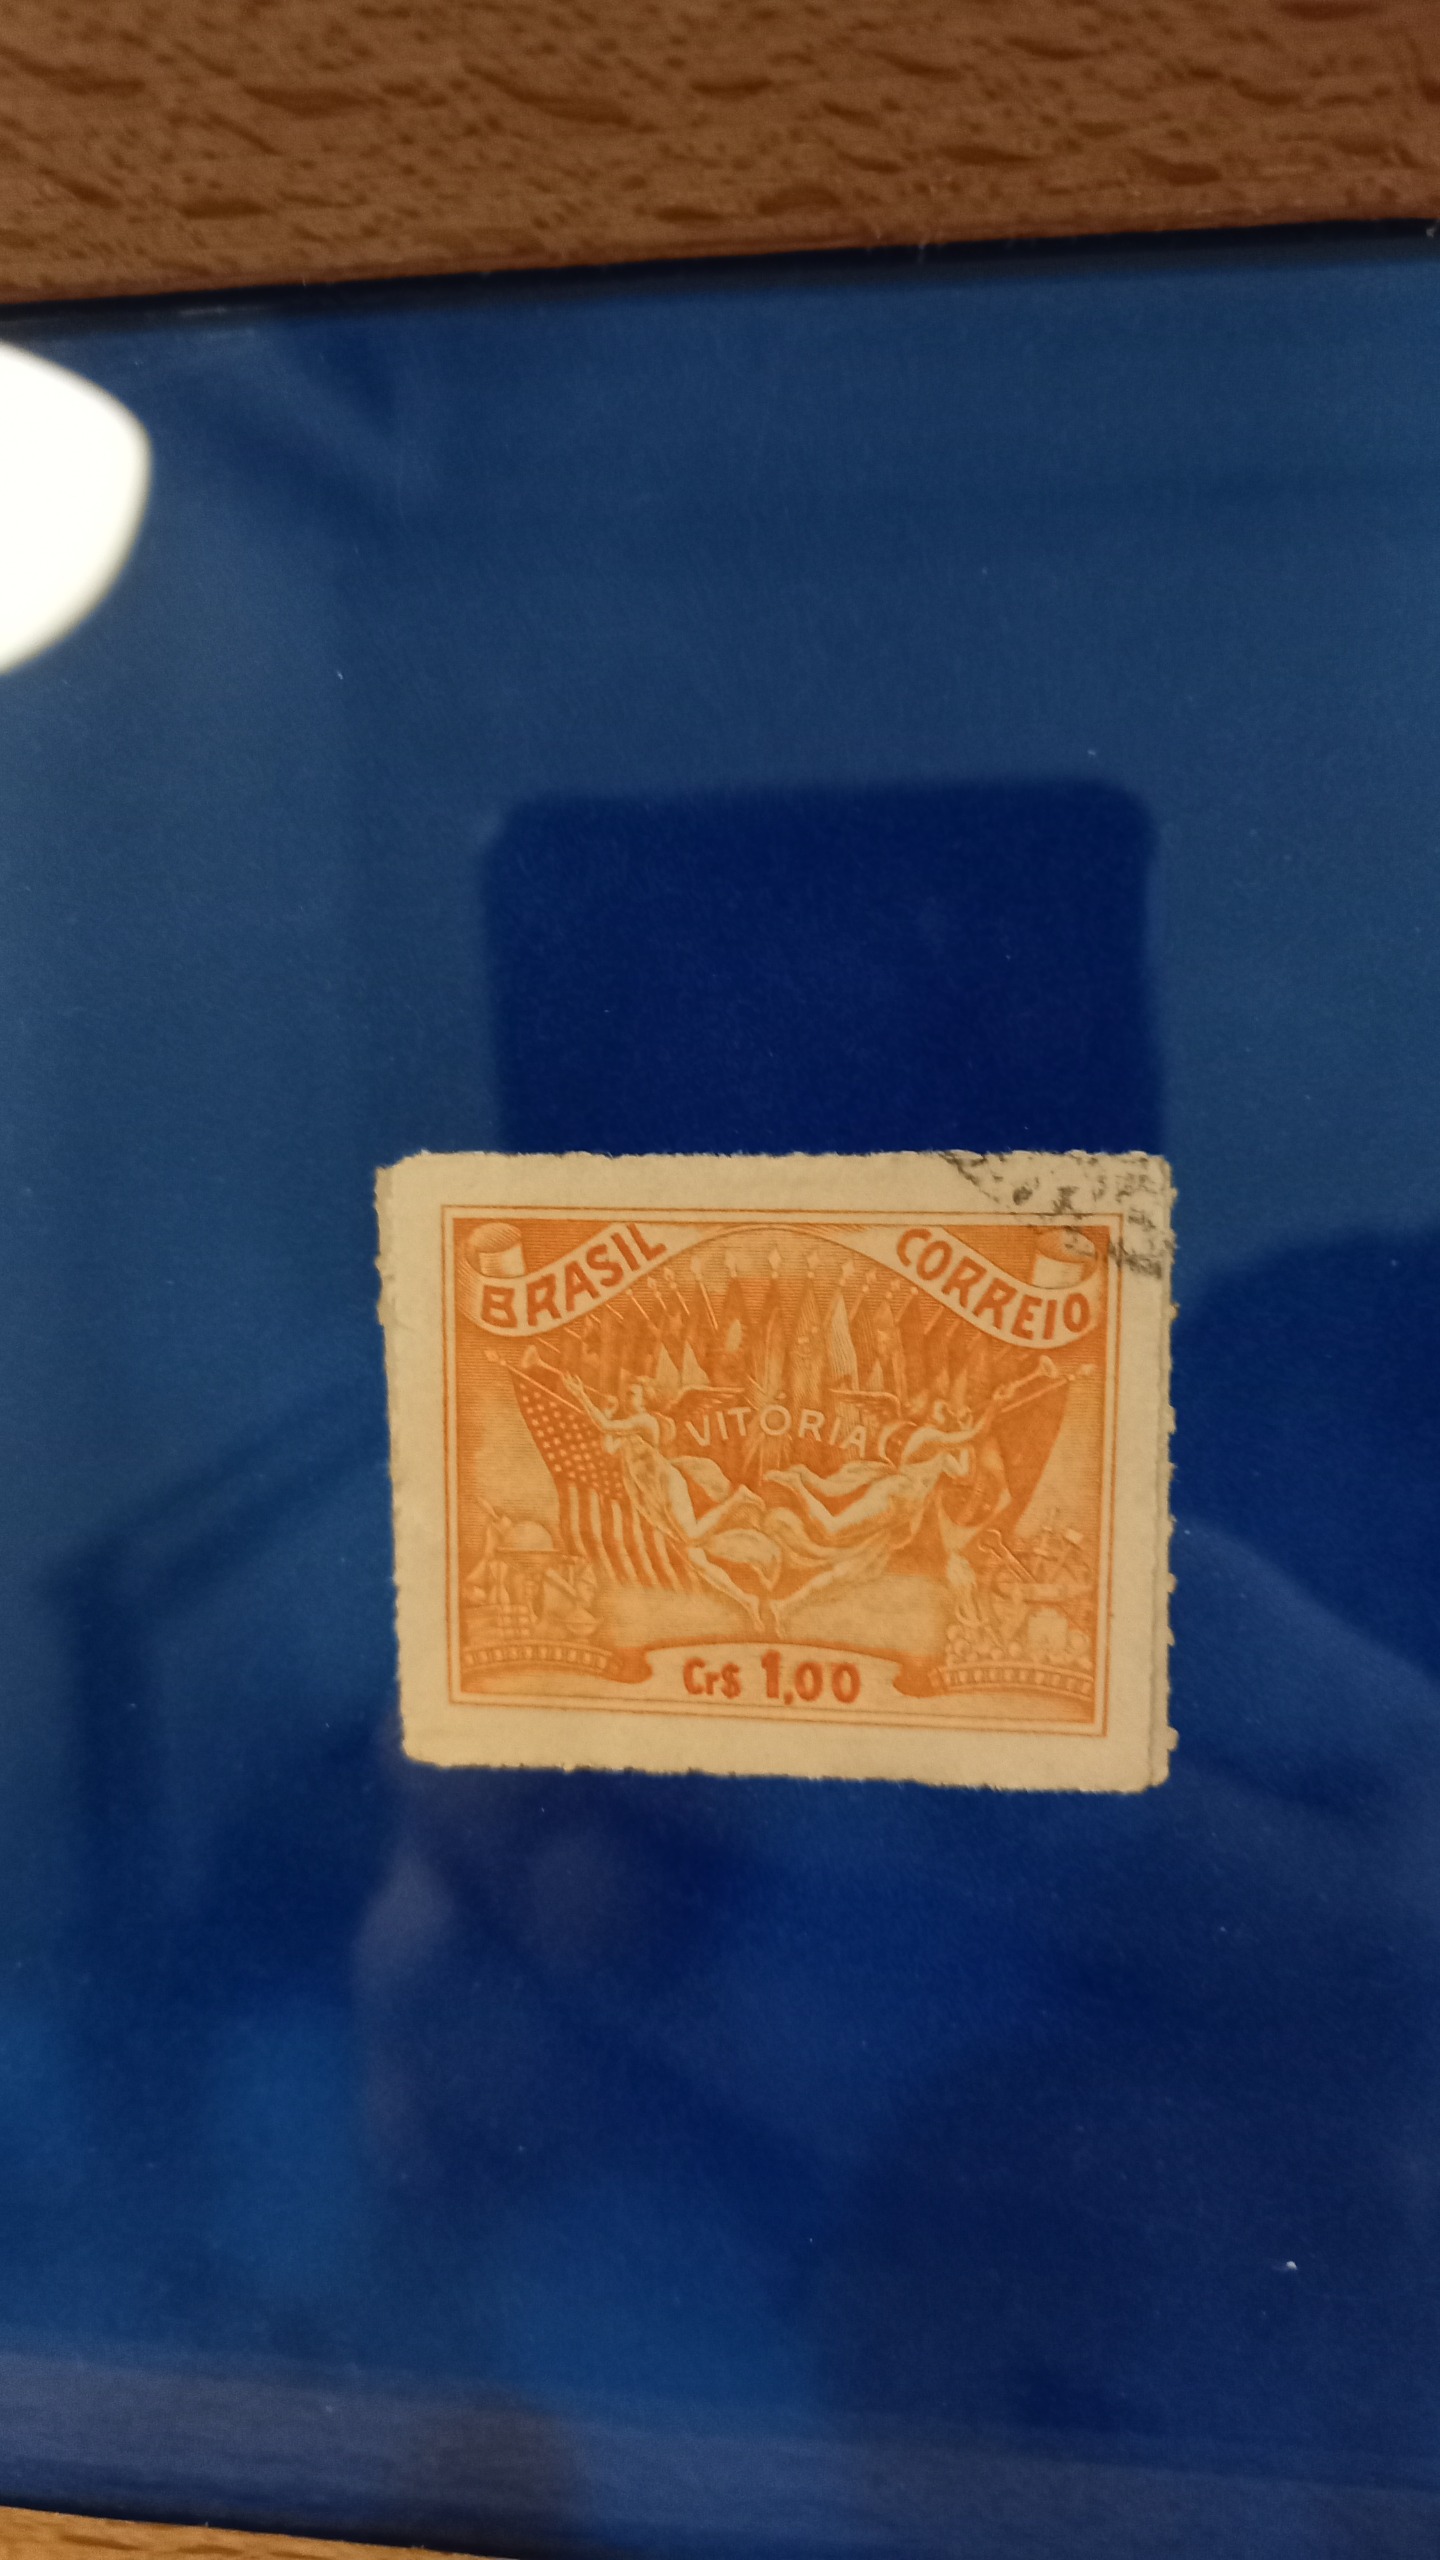 BRASIL CORREIO
VITÓRIA
Cr$ 1,00